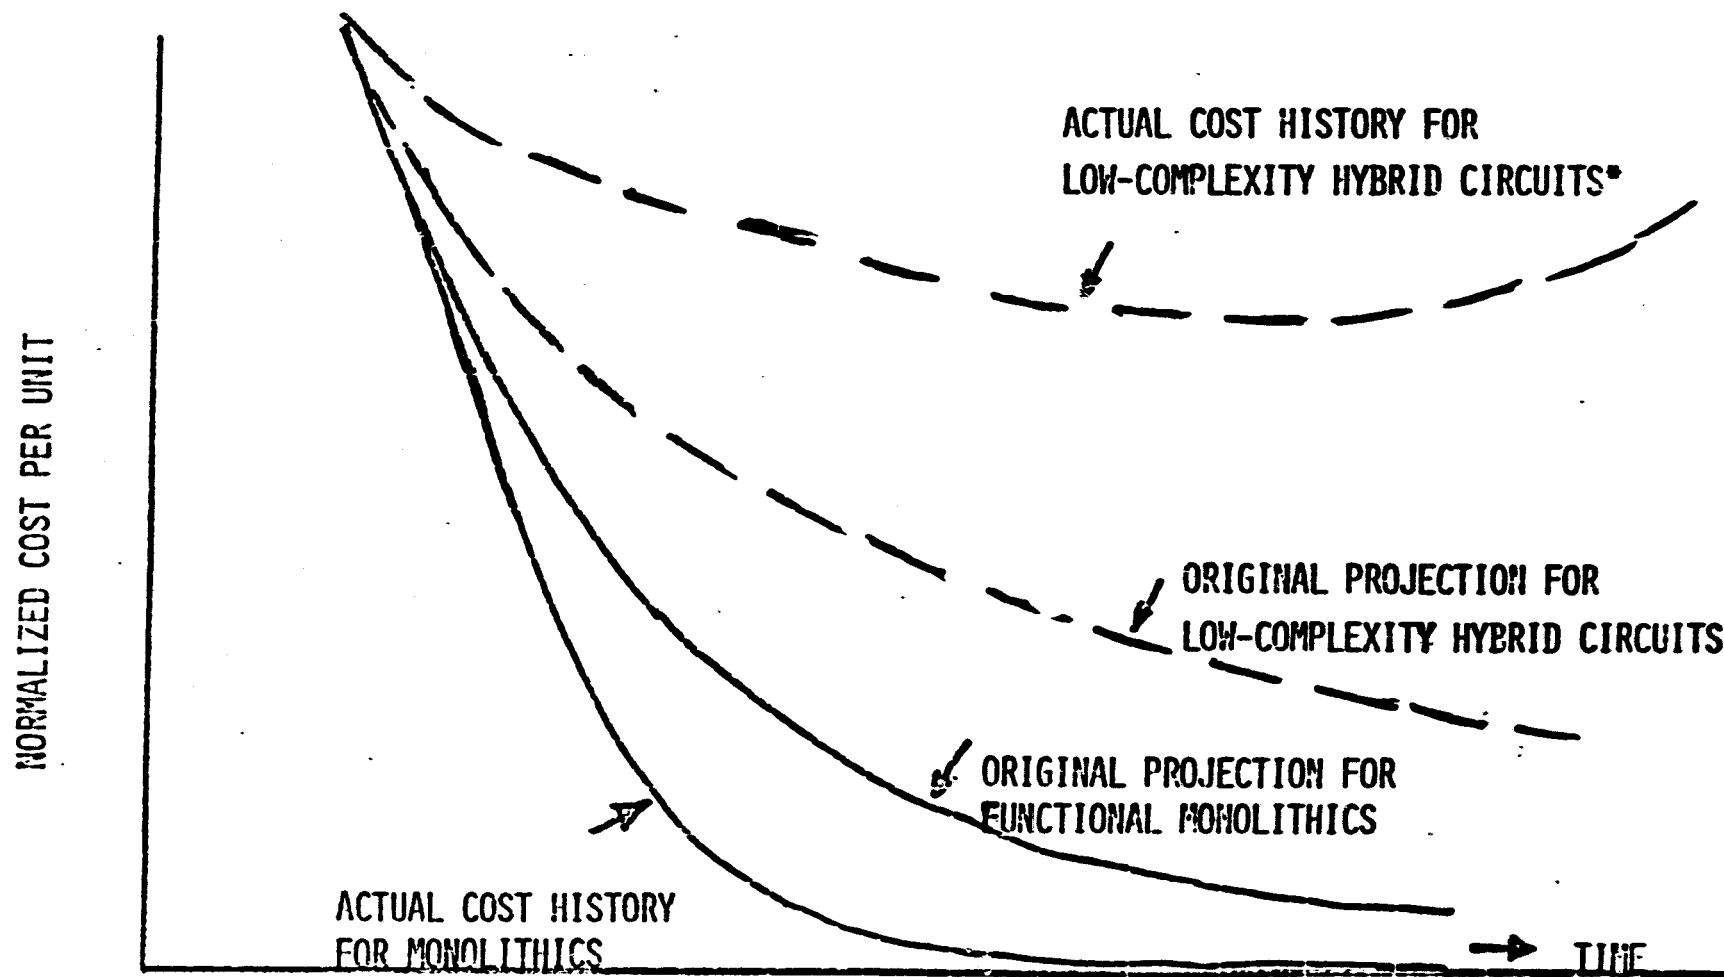 ACTUAL COST HISTORY FOR
LOW-COMPLEXITY HYBRID CIRCUITS*
NORMALIZED COST PER UNIT
ORIGINAL PROJECTION FOR
LOW-COMPLEXITY HYBRID CIRCUITS
ORIGINAL PROJECTION FOR
FUNCTIONAL MONOLITHICS
ACTUAL COST HISTORY
FOR MONOLITHICS
TIME